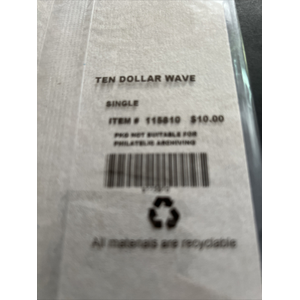 TEN DOLLAR WAVE
SINGLE
ITEM # 115810 $10.00
PKG NOT SUITABLE FOR
PHILATELIC ARCHIVING
All materials are recyclable